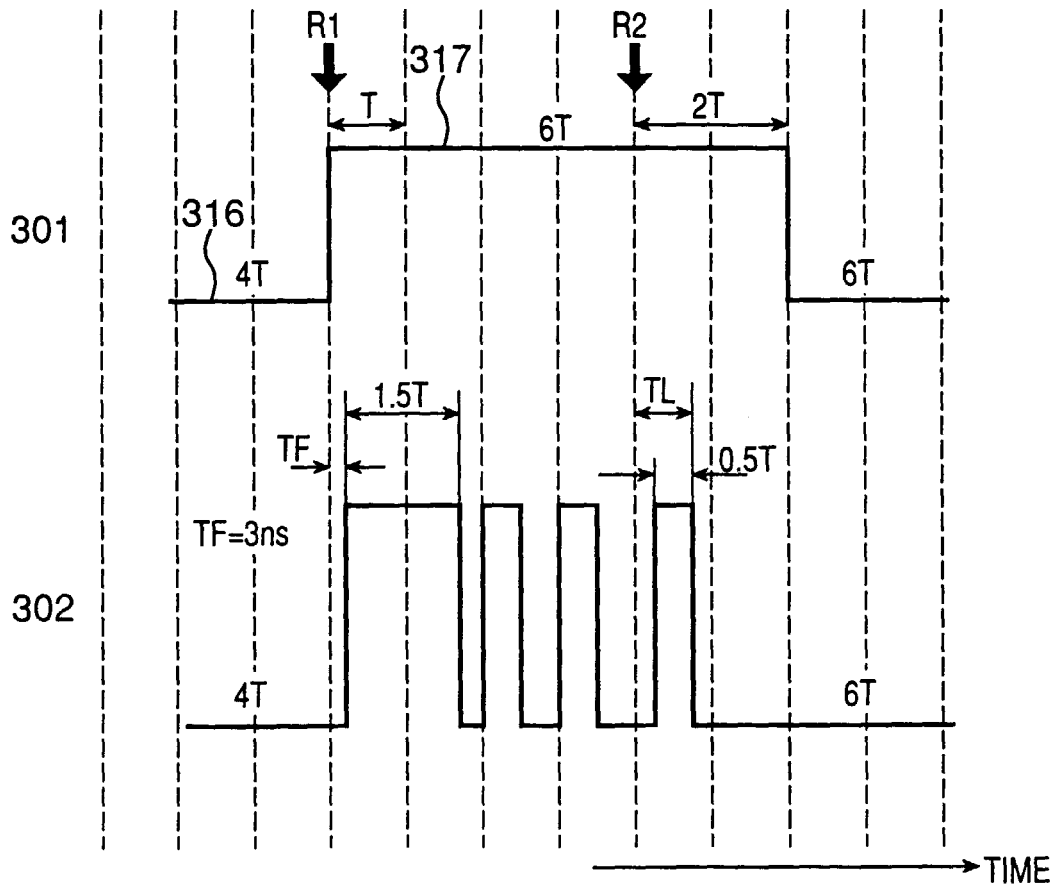 R1
R2
317
T
2T
6T
301
316
4T
6T
1.5T
TL
TF
0.5T
TF=3ns
302
4T
6T
TIME